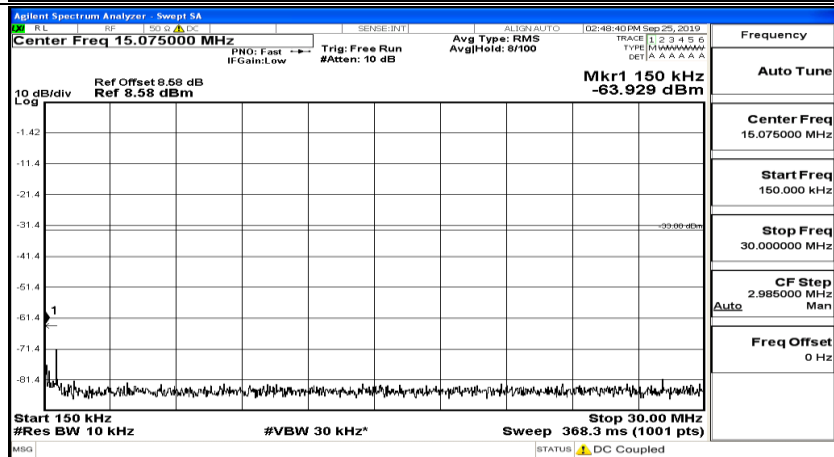 Agilent Spectrum Analyzer - Swept SA
LXI RL RF 50 Ω ⚠ DC SENSE:INT ALIGN AUTO 02:48:40 PM Sep 25, 2019
Center Freq 15.075000 MHz
PNO: Fast
IFGain:Low
Trig: Free Run
#Atten: 10 dB
Avg Type: RMS
Avg|Hold: 8/100
TRACE 1 2 3 4 5 6
TYPE M W W W W W
DET A A A A A A
Ref Offset 8.58 dB
Ref 8.58 dBm
10 dB/div
Log
Mkr1 150 kHz
-63.929 dBm
-1.42
-11.4
-21.4
-31.4
-33.00 dBm
-41.4
-51.4
-61.4
1
-71.4
-81.4
Start 150 kHz
Stop 30.00 MHz
#Res BW 10 kHz
#VBW 30 kHz*
Sweep 368.3 ms (1001 pts)
MSG
STATUS ⚠ DC Coupled
Frequency
Auto Tune
Center Freq
15.075000 MHz
Start Freq
150.000 kHz
Stop Freq
30.000000 MHz
CF Step
2.985000 MHz
Auto Man
Freq Offset
0 Hz